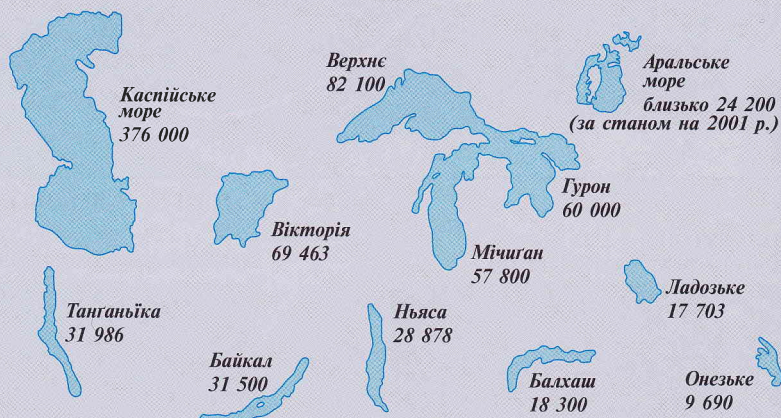 Каспійське
море
376 000
Верхнє
82 100
Аральське
море
близько 24 200
(за станом на 2001 р.)
Вікторія
69 463
Гурон
60 000
Мічиґан
57 800
Танґаньїка
31 986
Ньяса
28 878
Ладозьке
17 703
Байкал
31 500
Балхаш
18 300
Онезьке
9 690